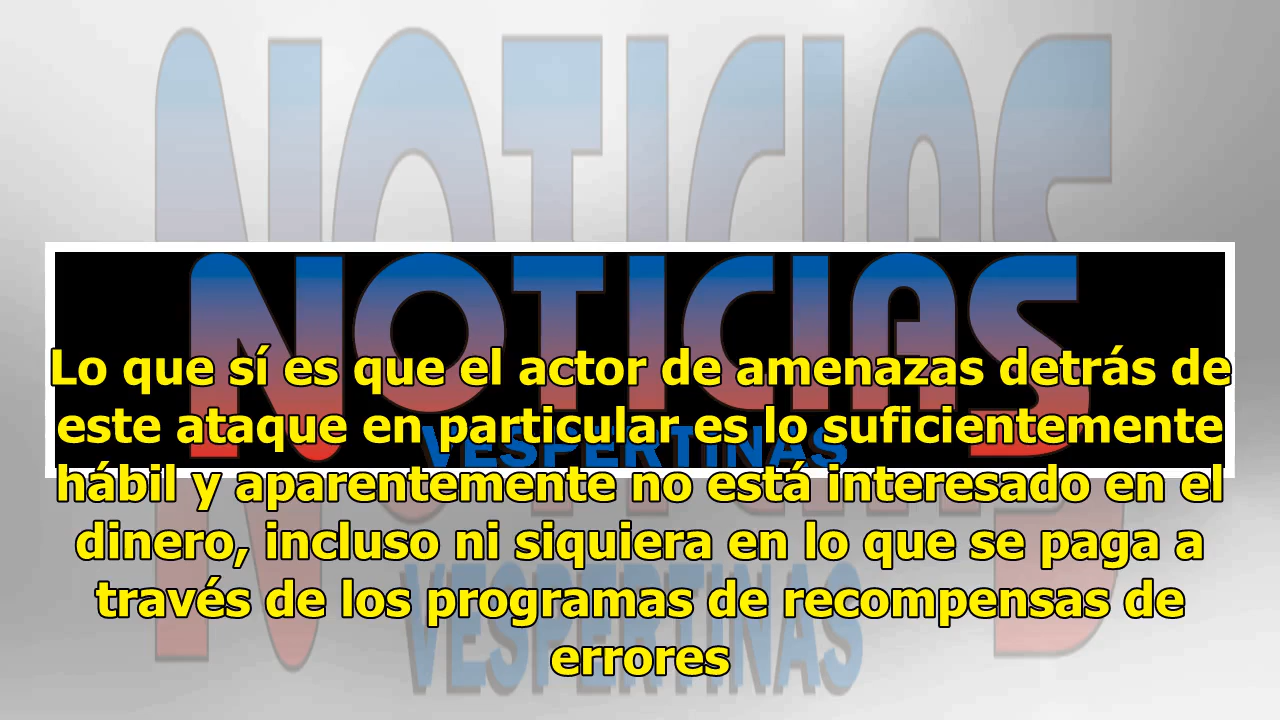 NOTICIAS
VESPERTINAS
NOTICIAS
VESPERTINAS
Lo que sí es que el actor de amenazas detrás de
este ataque en particular es lo suficientemente
hábil y aparentemente no está interesado en el
dinero, incluso ni siquiera en lo que se paga a
través de los programas de recompensas de
errores